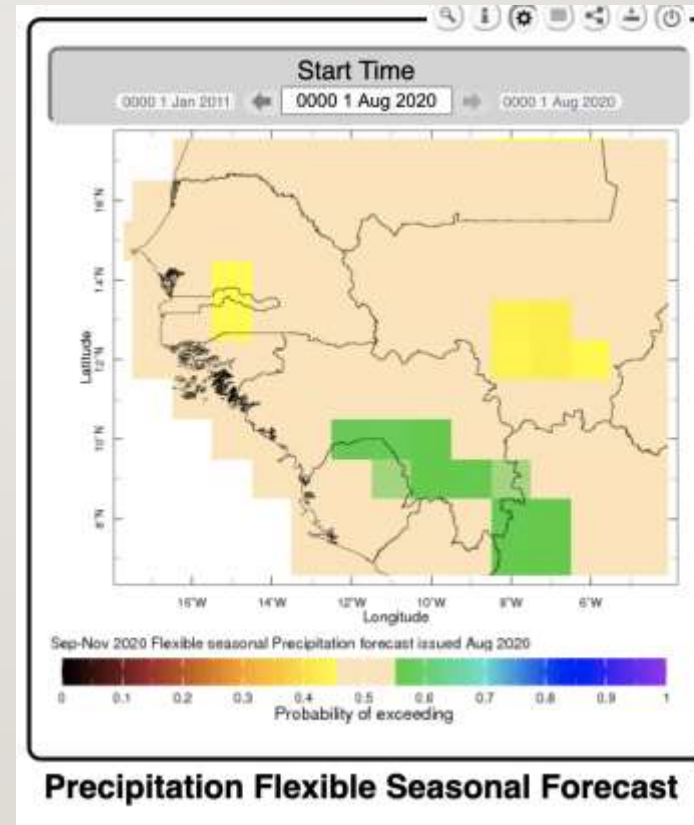 Start Time
0000 1 Jan 2011 0000 1 Aug 2020 0000 1 Aug 2020
16°N
14°N
12°N
10°N
8°N
Latitude
16°W 14°W 12°W 10°W 8°W 6°W
Longitude
Sep-Nov 2020 Flexible seasonal Precipitation forecast issued Aug 2020
0 0.1 0.2 0.3 0.4 0.5 0.6 0.7 0.8 0.9 1
Probability of exceeding
Precipitation Flexible Seasonal Forecast